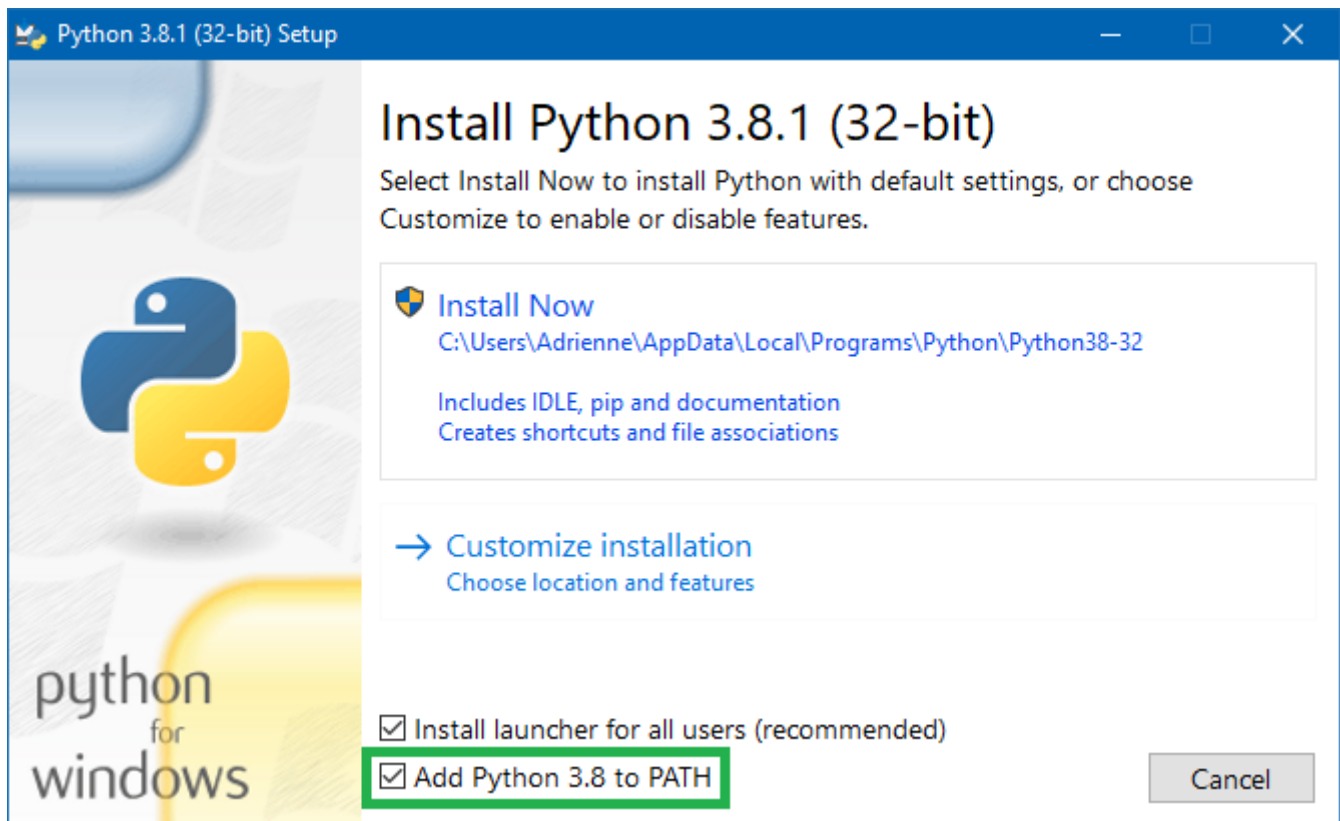 Python 3.8.1 (32-bit) Setup
Install Python 3.8.1 (32-bit)
Select Install Now to install Python with default settings, or choose
Customize to enable or disable features.
Install Now
C:\Users\Adrienne\AppData\Local\Programs\Python\Python38-32
Includes IDLE, pip and documentation
Creates shortcuts and file associations
Customize installation
Choose location and features
python
for
windows
Install launcher for all users (recommended)
Add Python 3.8 to PATH
Cancel